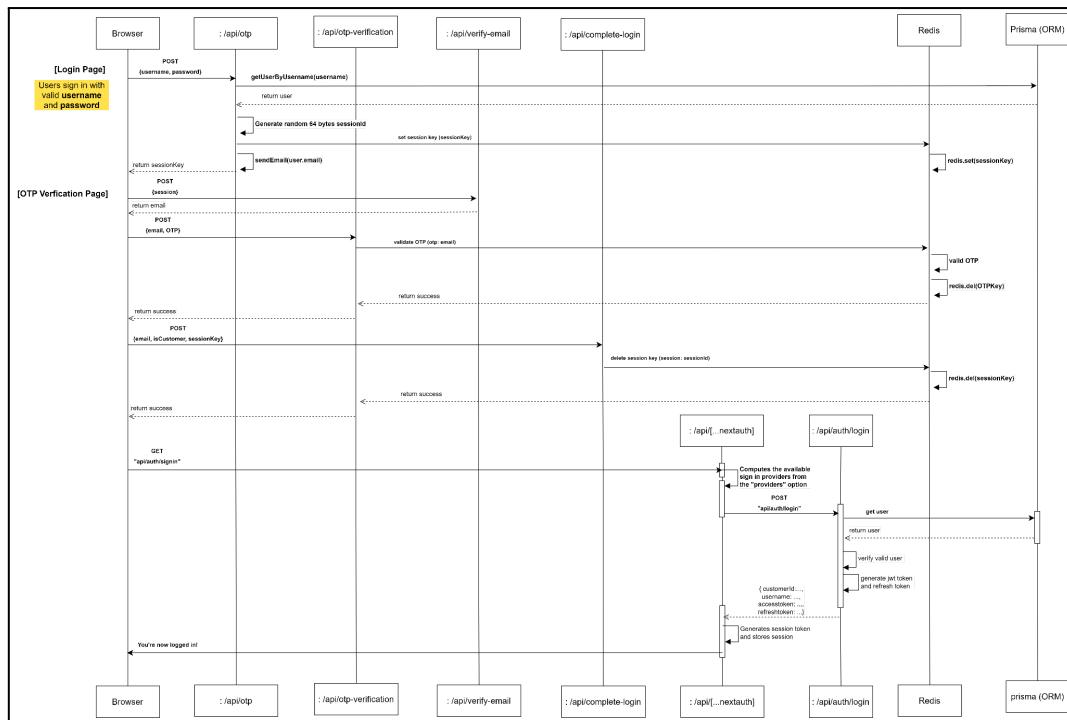 Browser
: /api/otp
: /api/otp-verification
: /api/verify-email
: /api/complete-login
Redis
Prisma (ORM)
[Login Page]
Users sign in with
valid username
and password
POST
{username, password}
getUserByUsername(username)
return user
Generate random 64 bytes sessionId
set session key (sessionKey)
sendEmail(user.email)
redis.set(sessionKey)
return sessionKey
[OTP Verfication Page]
POST
{session}
return email
POST
{email, OTP}
validate OTP (otp: email)
valid OTP
redis.del(OTPKey)
return success
return success
POST
{email, isCustomer, sessionKey}
delete session key (session: sessionId)
redis.del(sessionKey)
return success
return success
: /api/[...nextauth]
: /api/auth/login
GET
"api/auth/signin"
Computes the available
sign in providers from
the "providers" option
POST
"api/auth/login"
get user
return user
verify valid user
generate jwt token
and refresh token
{ customerId:...,
username: ...,
accesstoken: ...,
refreshtoken: ...}
Generates session token
and stores session
You're now logged in!
Browser
: /api/otp
: /api/otp-verification
: /api/verify-email
: /api/complete-login
: /api/[...nextauth]
: /api/auth/login
Redis
prisma (ORM)